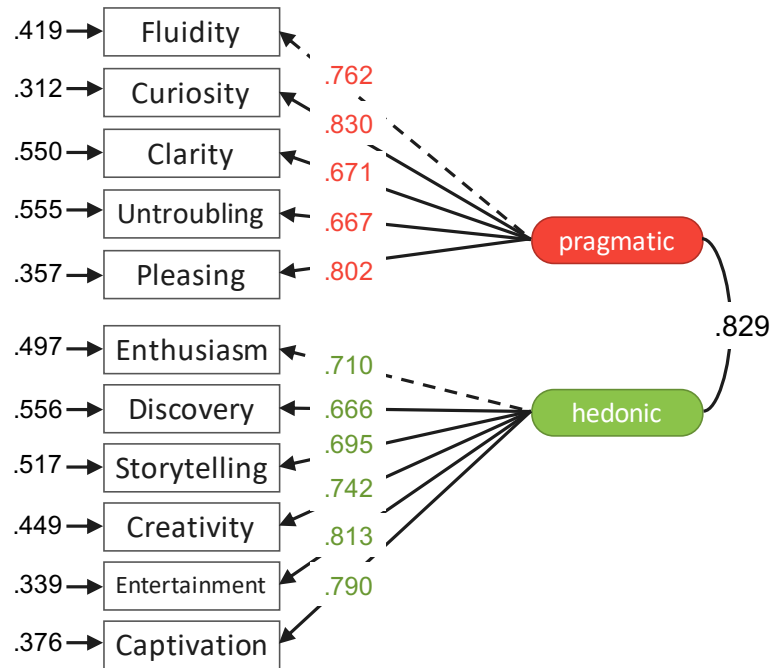 .419 Fluidity
.762
.312 Curiosity
.830
.550 Clarity
.671
.555 Untroubling
.667
pragmatic
.357 Pleasing
.802
.829
.497 Enthusiasm
.710
.556 Discovery
.666
hedonic
.695
.517 Storytelling
.742
.449 Creativity
.813
.339 Entertainment
.790
.376 Captivation